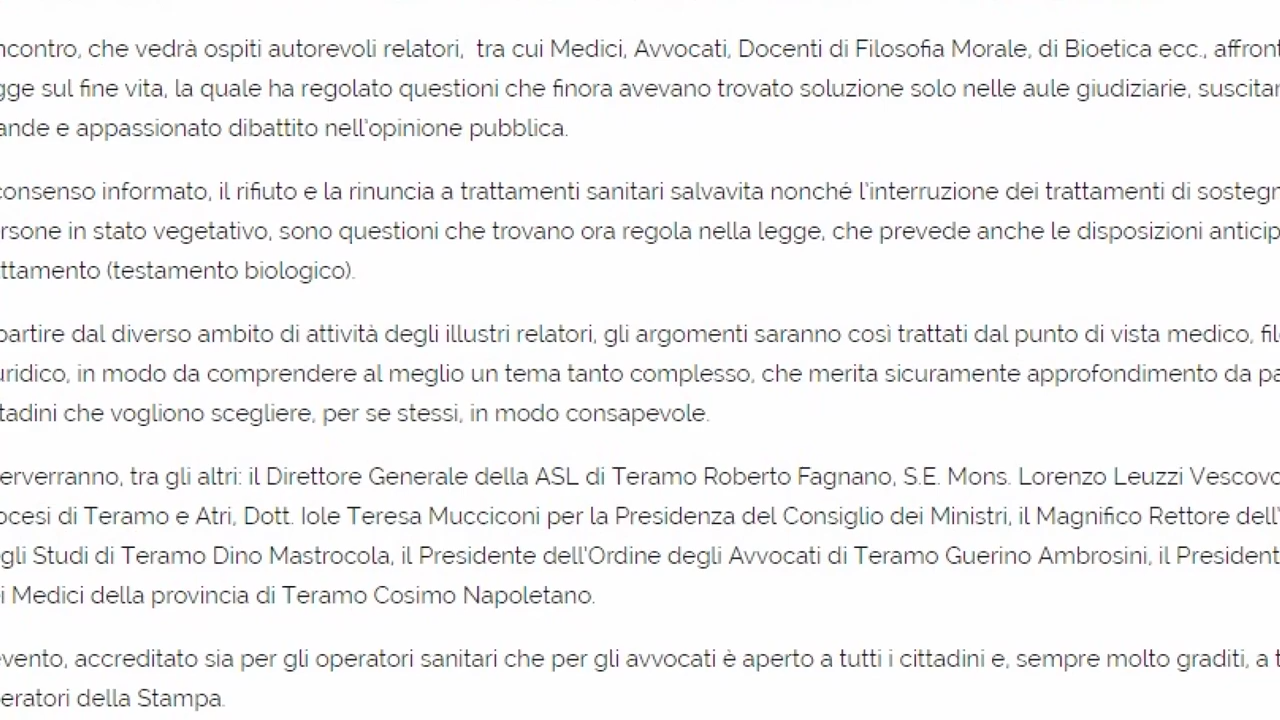 ncontro, che vedrà ospiti autorevoli relatori, tra cui Medici, Avvocati, Docenti di Filosofia Morale, di Bioetica ecc., affront
gge sul fine vita, la quale ha regolato questioni che finora avevano trovato soluzione solo nelle aule giudiziarie, suscitan
ande e appassionato dibattito nell'opinione pubblica.
consenso informato, il rifiuto e la rinuncia a trattamenti sanitari salvavita nonché l'interruzione dei trattamenti di sostegn
rsone in stato vegetativo, sono questioni che trovano ora regola nella legge, che prevede anche le disposizioni anticip
ttamento (testamento biologico).
partire dal diverso ambito di attività degli illustri relatori, gli argomenti saranno così trattati dal punto di vista medico, filo
uridico, in modo da comprendere al meglio un tema tanto complesso, che merita sicuramente approfondimento da pa
tadini che vogliono scegliere, per se stessi, in modo consapevole.
erverranno, tra gli altri: il Direttore Generale della ASL di Teramo Roberto Fagnano, S.E. Mons. Lorenzo Leuzzi Vescovo
ocesi di Teramo e Atri, Dott. Iole Teresa Mucciconi per la Presidenza del Consiglio dei Ministri, il Magnifico Rettore dell'
gli Studi di Teramo Dino Mastrocola, il Presidente dell'Ordine degli Avvocati di Teramo Guerino Ambrosini, il President
i Medici della provincia di Teramo Cosimo Napoletano.
evento, accreditato sia per gli operatori sanitari che per gli avvocati è aperto a tutti i cittadini e, sempre molto graditi, a t
eratori della Stampa.